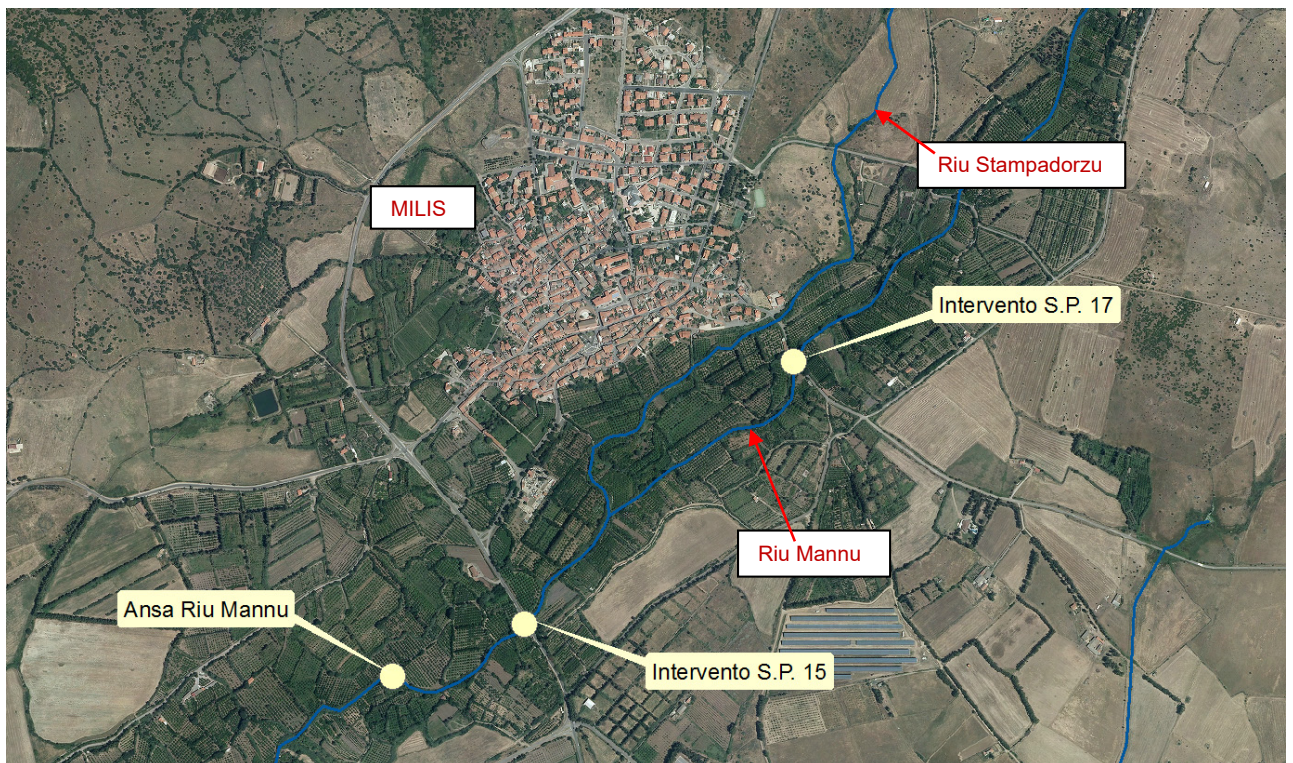 Riu Stampadorzu
MILIS
Intervento S.P. 17
Riu Mannu
Ansa Riu Mannu
Intervento S.P. 15